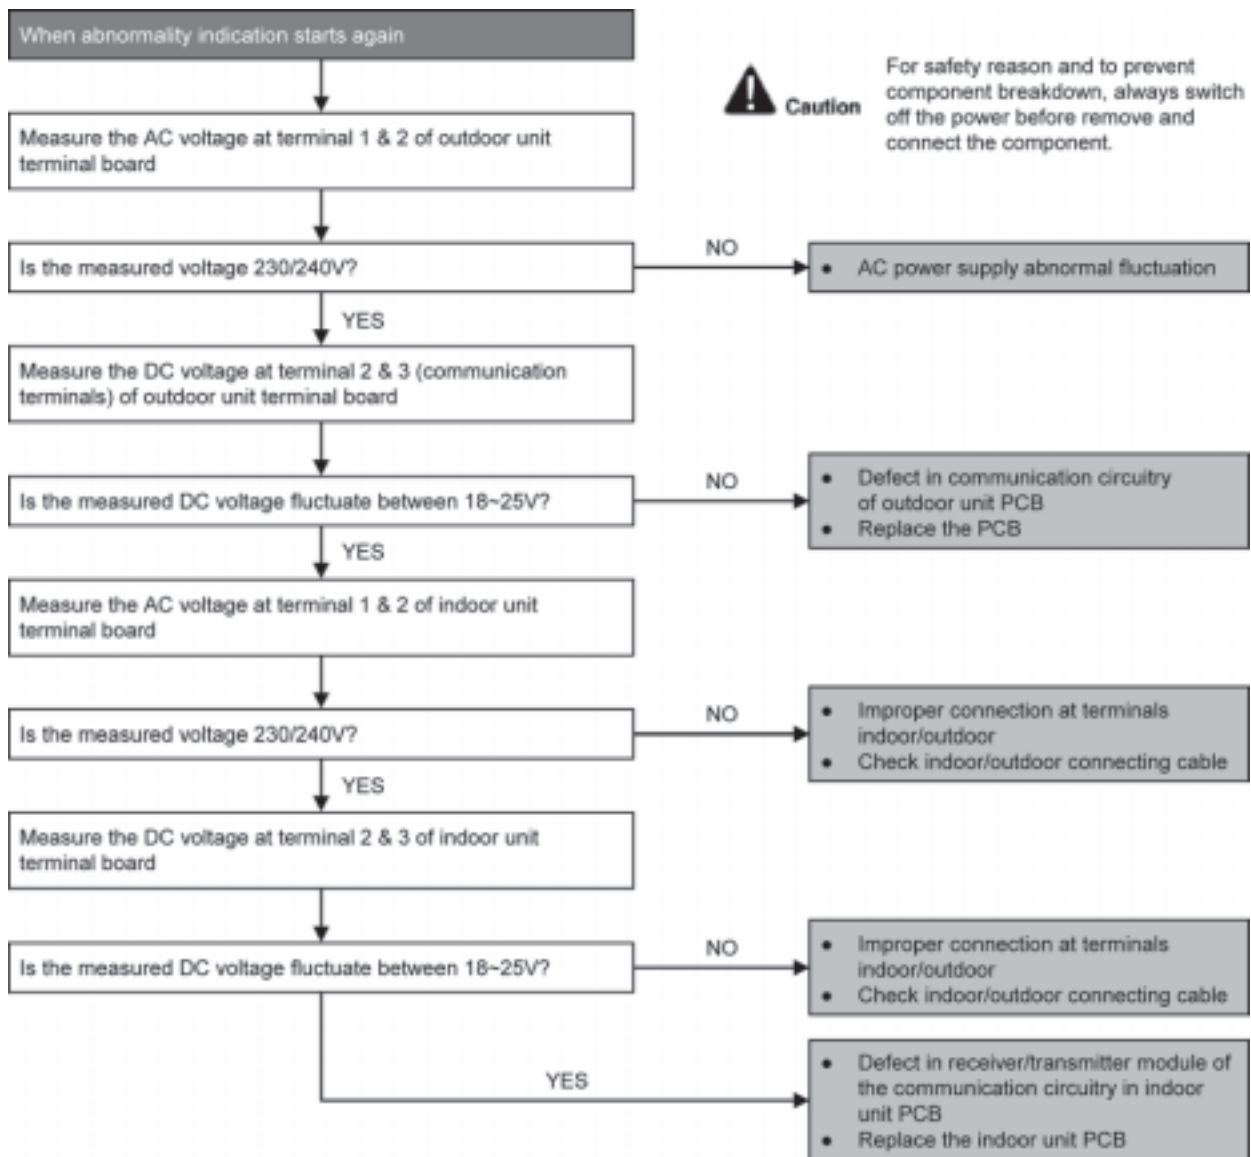 When abnormality indication starts again
Caution
For safety reason and to prevent
component breakdown, always switch
off the power before remove and
connect the component.
Measure the AC voltage at terminal 1 & 2 of outdoor unit
terminal board
Is the measured voltage 230/240V?
NO
● AC power supply abnormal fluctuation
YES
Measure the DC voltage at terminal 2 & 3 (communication
terminals) of outdoor unit terminal board
Is the measured DC voltage fluctuate between 18~25V?
NO
● Defect in communication circuitry
of outdoor unit PCB
● Replace the PCB
YES
Measure the AC voltage at terminal 1 & 2 of indoor unit
terminal board
Is the measured voltage 230/240V?
NO
● Improper connection at terminals
indoor/outdoor
● Check indoor/outdoor connecting cable
YES
Measure the DC voltage at terminal 2 & 3 of indoor unit
terminal board
Is the measured DC voltage fluctuate between 18~25V?
NO
● Improper connection at terminals
indoor/outdoor
● Check indoor/outdoor connecting cable
YES
● Defect in receiver/transmitter module of
the communication circuitry in indoor
unit PCB
● Replace the indoor unit PCB